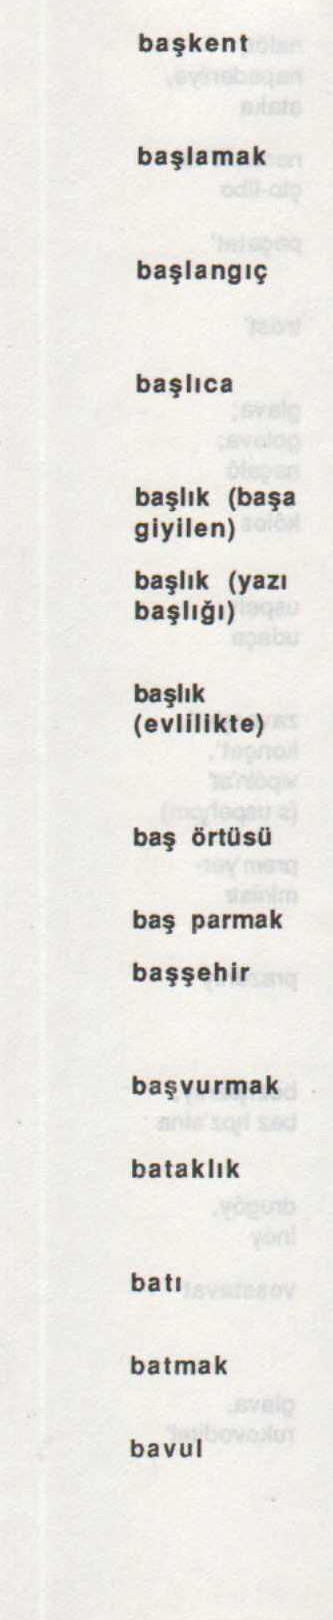 başkent
başlamak
başlangıç
başlıca
başlık (başa
giyilen)
başlık (yazı
başlığı)
başlık
(evlilikte)
baş örtüsü
baş parmak
başşehir
başvurmak
bataklık
batı
batmak
bavul